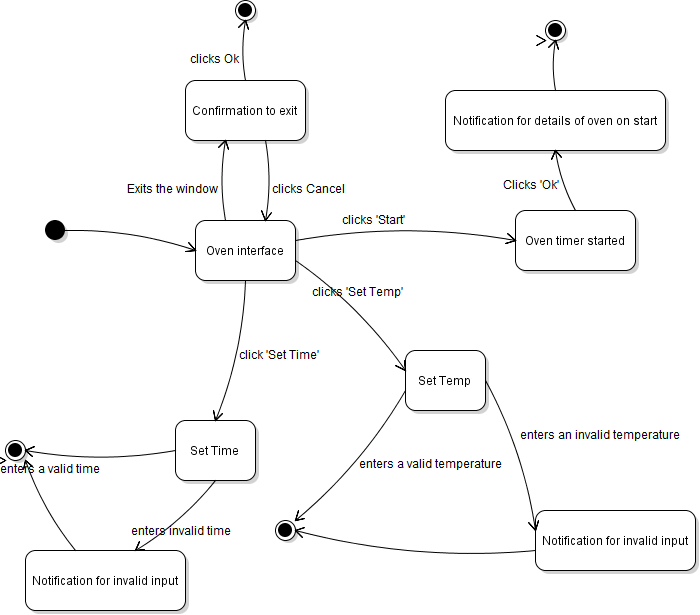 clicks Ok
Confirmation to exit
Notification for details of oven on start
Exits the window
clicks Cancel
Clicks 'Ok'
clicks 'Start'
Oven interface
Oven timer started
clicks 'Set Temp'
click 'Set Time'
Set Temp
enters an invalid temperature
Set Time
enters a valid temperature
enters a valid time
enters invalid time
Notification for invalid input
Notification for invalid input